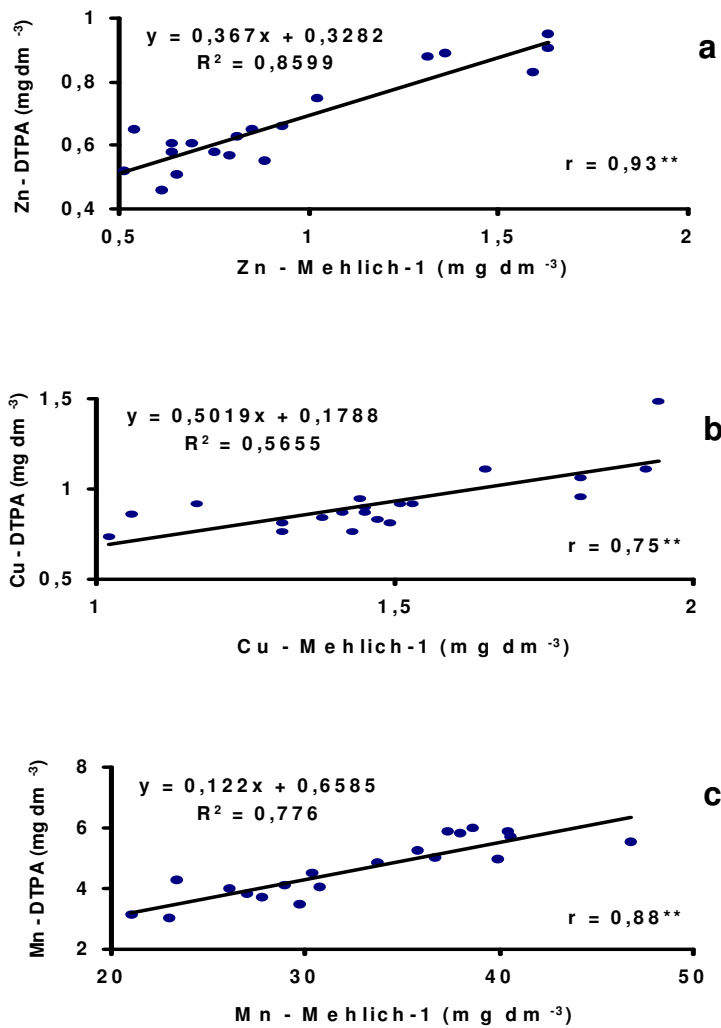 y = 0,367x + 0,3282
R² = 0,8599
a
r = 0,93**
1
0,8
0,6
0,4
Zn - DTPA (mg dm -3)
0,5 1 1,5 2
Zn - Mehlich-1 (mg dm -3)
y = 0,5019x + 0,1788
R² = 0,5655
b
r = 0,75**
1,5
1
0,5
Cu - DTPA (mg dm -3)
1 1,5 2
Cu - Mehlich-1 (mg dm -3)
y = 0,122x + 0,6585
R² = 0,776
c
r = 0,88**
8
6
4
2
Mn - DTPA (mg dm -3)
20 30 40 50
Mn - Mehlich-1 (mg dm -3)